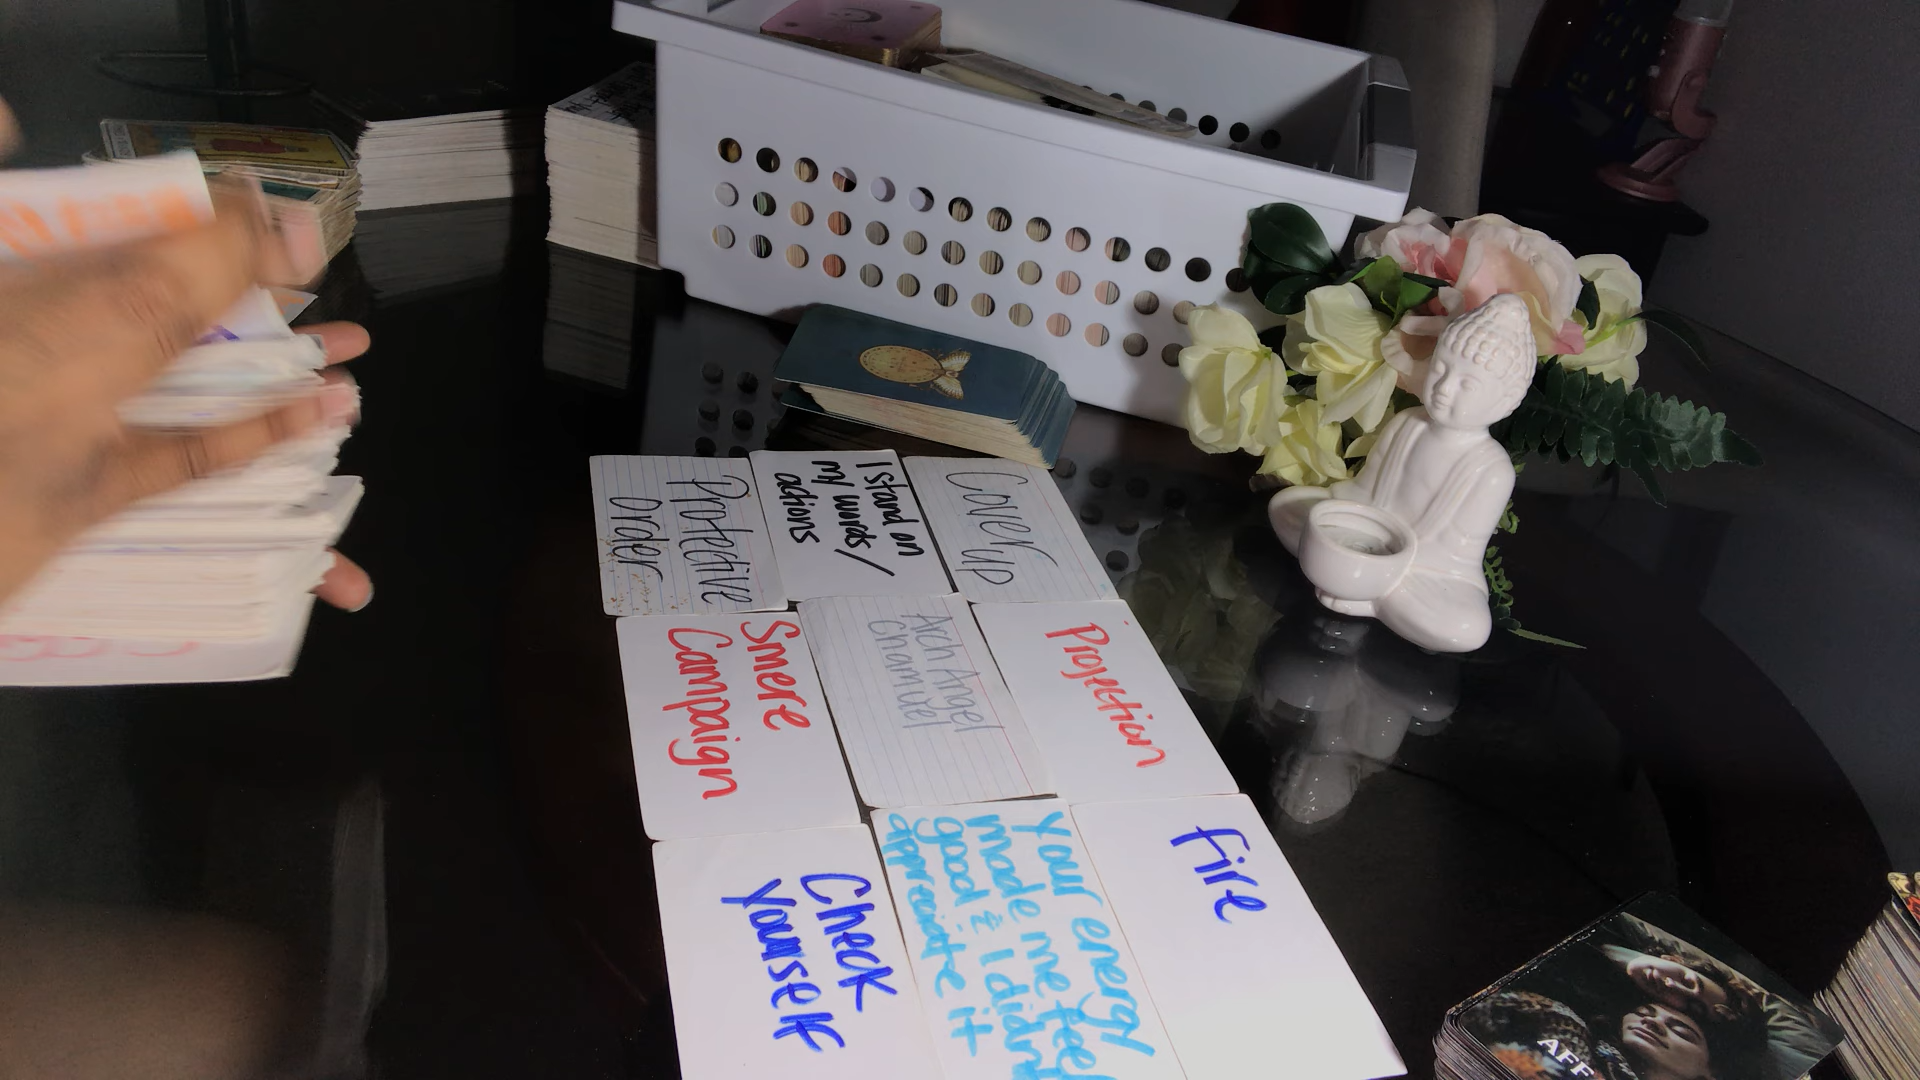 Cover
up
I stand on
my words/
actions
Protective
Order
Projection
Arch Angel
Chamuel
Smere
Campaign
fire
Your energy
made me feel
good & I didn
appreciate it
Check
Yourself
AFF